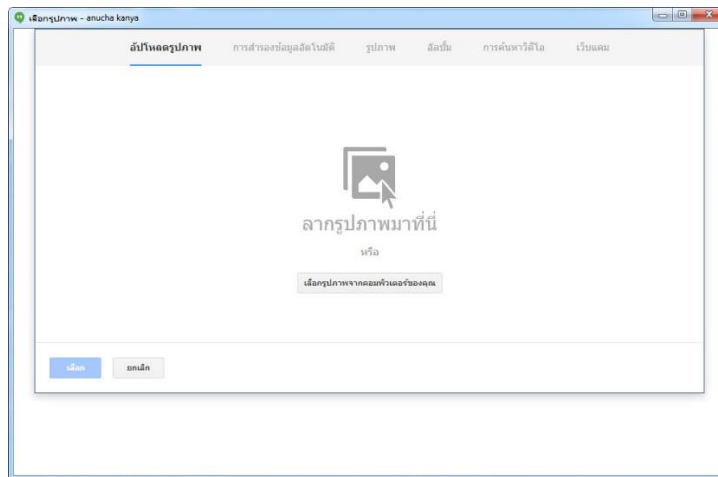 เลือกรูปภาพ - anucha kanya
อัปโหลดรูปภาพ การสำรองข้อมูลอัตโนมัติ รูปภาพ อัลบั้ม การค้นหาวิดีโอ เว็บแคม
ลากรูปภาพมาที่นี่
หรือ
เลือกรูปภาพจากคอมพิวเตอร์ของคุณ
เลือก ยกเลิก